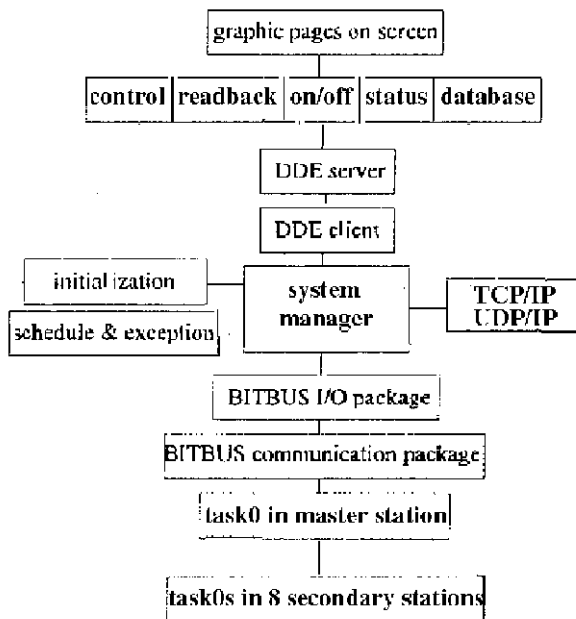 graphic pages on screen
control readback on/off status database
DDE server
DDE client
initialization
system
manager
TCP/IP
UDP/IP
schedule & exception
BITBUS I/O package
BITBUS communication package
task0 in master station
task0s in 8 secondary stations